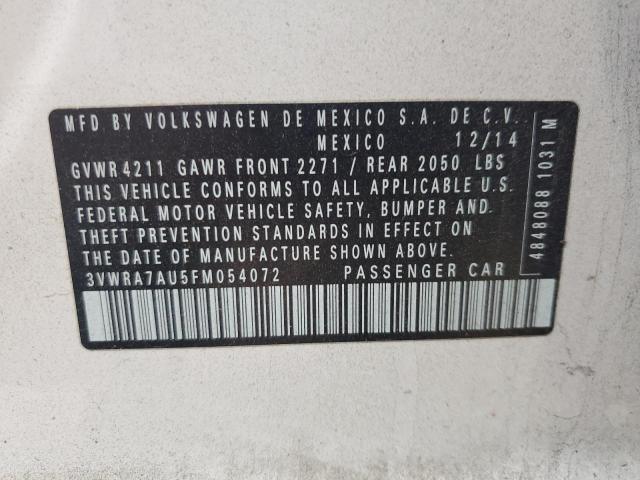 MFD BY VOLKSWAGEN DE MEXICO S.A. DE C.V.
MEXICO 12/14
GVWR 4211 GAWR FRONT 2271 / REAR 2050 LBS
THIS VEHICLE CONFORMS TO ALL APPLICABLE U.S.
FEDERAL MOTOR VEHICLE SAFETY, BUMPER AND
THEFT PREVENTION STANDARDS IN EFFECT ON
THE DATE OF MANUFACTURE SHOWN ABOVE.
3VWRA7AU5FM054072 PASSENGER CAR
4848088 1031 M